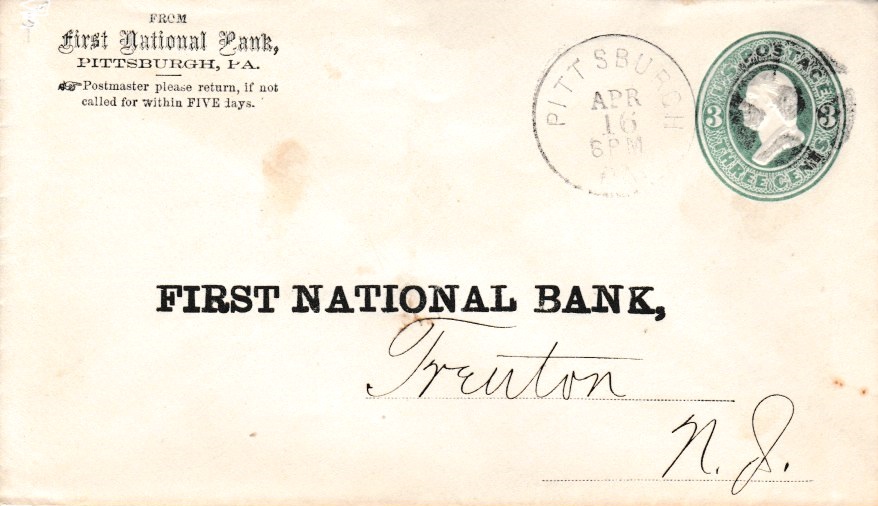 FROM
First National Bank,
PITTSBURGH, PA.
Postmaster please return, if not
called for within FIVE days.
PITTSBURGH
APR
16
6PM
U.S. POSTAGE
3 3
THREE CENTS
FIRST NATIONAL BANK,
Trenton
N. J.